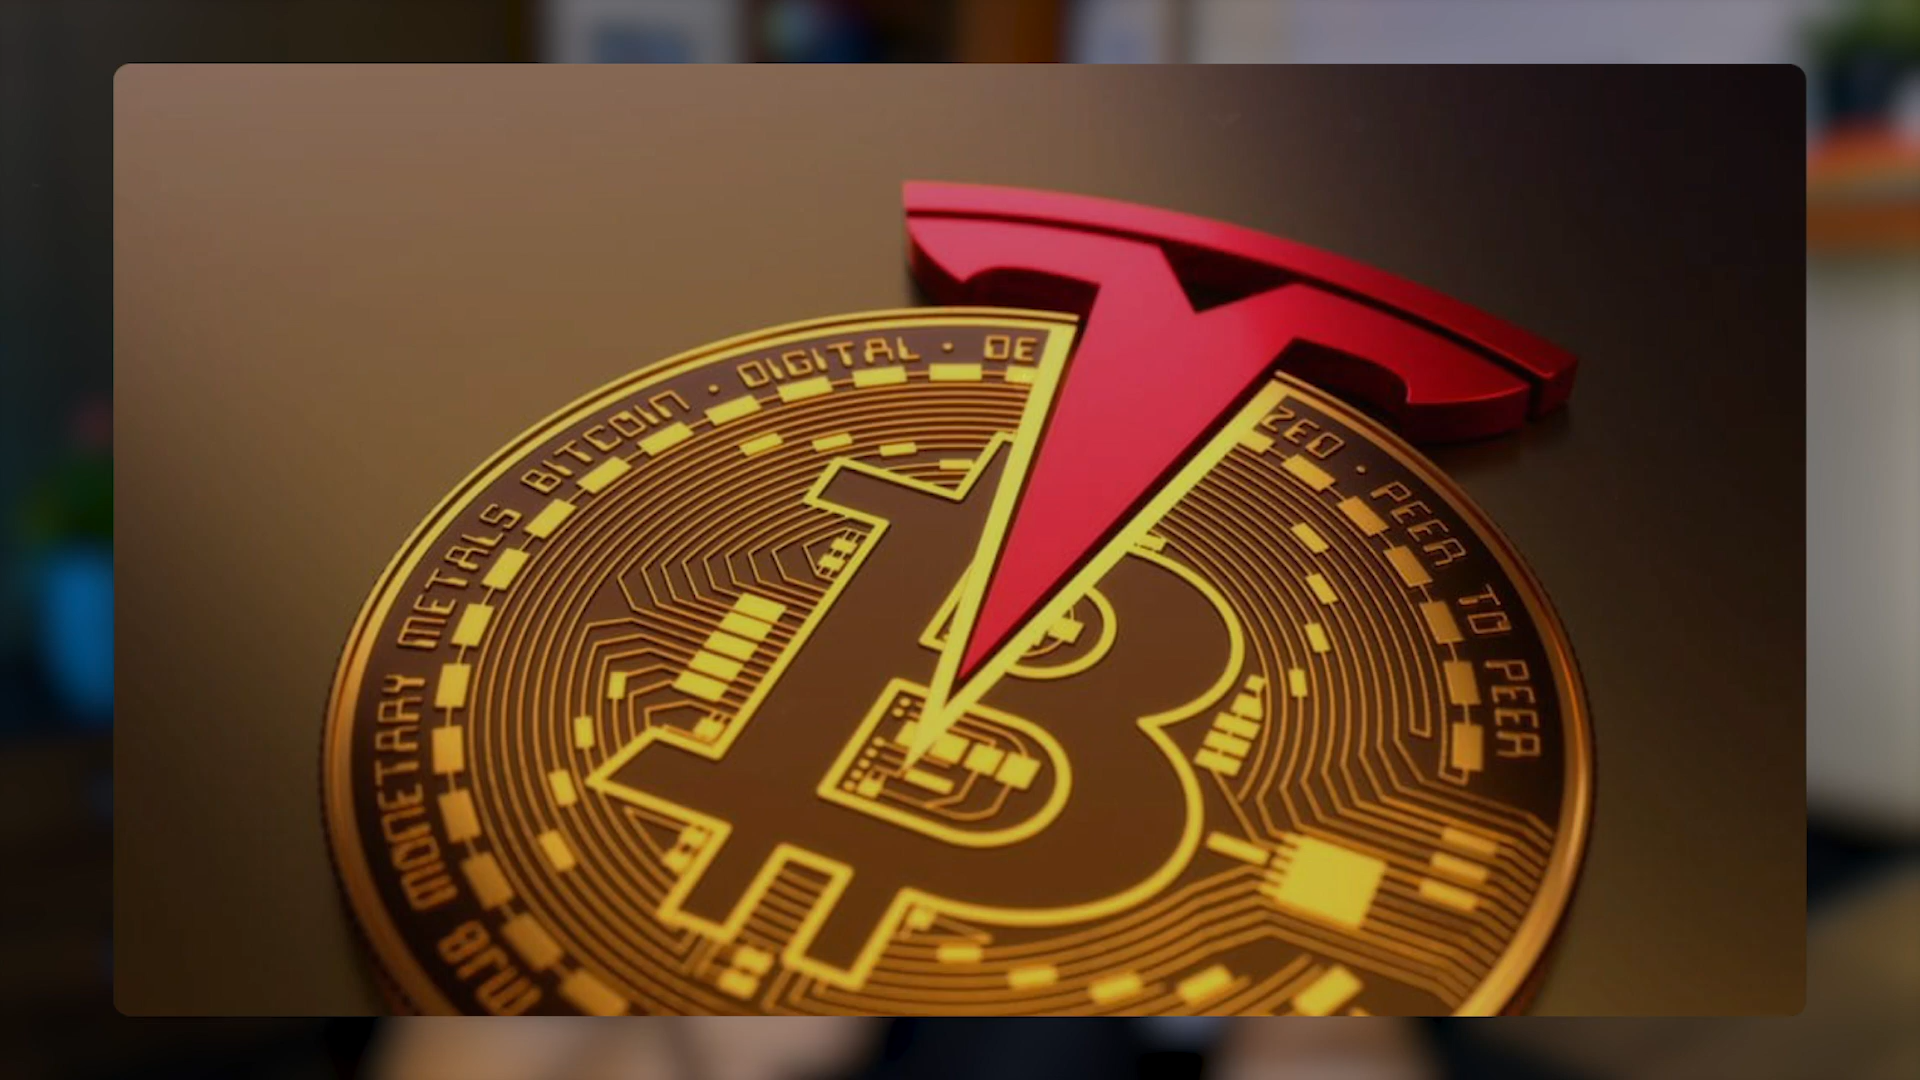 MONETARY METALS BITCOIN · DIGITAL · DE
ZED · PEER TO PEER